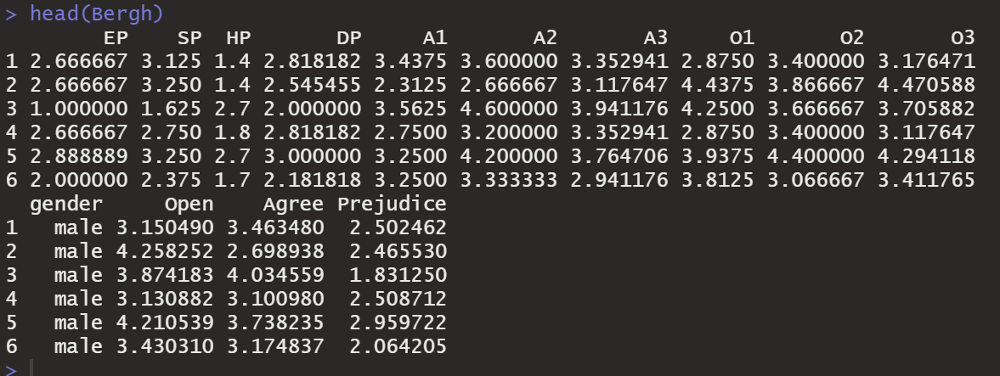 > head(Bergh)
        EP    SP  HP       DP     A1       A2       A3     O1       O2       O3
1 2.666667 3.125 1.4 2.818182 3.4375 3.600000 3.352941 2.8750 3.400000 3.176471
2 2.666667 3.250 1.4 2.545455 2.3125 2.666667 3.117647 4.4375 3.866667 4.470588
3 1.000000 1.625 2.7 2.000000 3.5625 4.600000 3.941176 4.2500 3.666667 3.705882
4 2.666667 2.750 1.8 2.818182 2.7500 3.200000 3.352941 2.8750 3.400000 3.117647
5 2.888889 3.250 2.7 3.000000 3.2500 4.200000 3.764706 3.9375 4.400000 4.294118
6 2.000000 2.375 1.7 2.181818 3.2500 3.333333 2.941176 3.8125 3.066667 3.411765
  gender     Open    Agree Prejudice
1   male 3.150490 3.463480  2.502462
2   male 4.258252 2.698938  2.465530
3   male 3.874183 4.034559  1.831250
4   male 3.130882 3.100980  2.508712
5   male 4.210539 3.738235  2.959722
6   male 3.430310 3.174837  2.064205
>